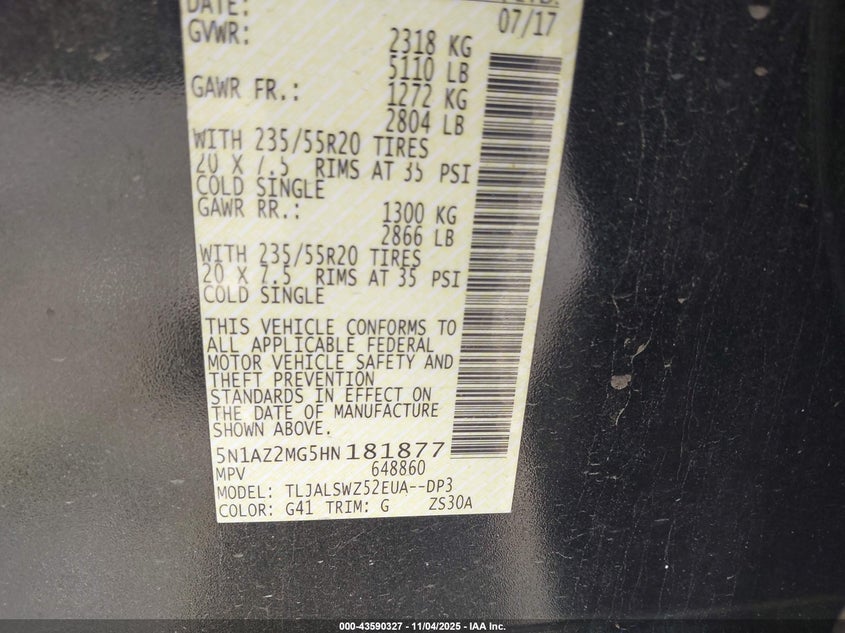 DATE:
07/17
GVWR:
2318 KG
5110 LB
GAWR FR.:
1272 KG
2804 LB
WITH 235/55R20 TIRES
20 X 7.5 RIMS AT 35 PSI
COLD SINGLE
GAWR RR.:
1300 KG
2866 LB
WITH 235/55R20 TIRES
20 X 7.5 RIMS AT 35 PSI
COLD SINGLE
THIS VEHICLE CONFORMS TO
ALL APPLICABLE FEDERAL
MOTOR VEHICLE SAFETY AND
THEFT PREVENTION
STANDARDS IN EFFECT ON
THE DATE OF MANUFACTURE
SHOWN ABOVE.
5N1AZ2MG5HN181877
MPV 648860
MODEL: TLJALSWZ52EUA--DP3
COLOR: G41 TRIM: G ZS30A
000-43590327 - 11/04/2025 - IAA Inc.